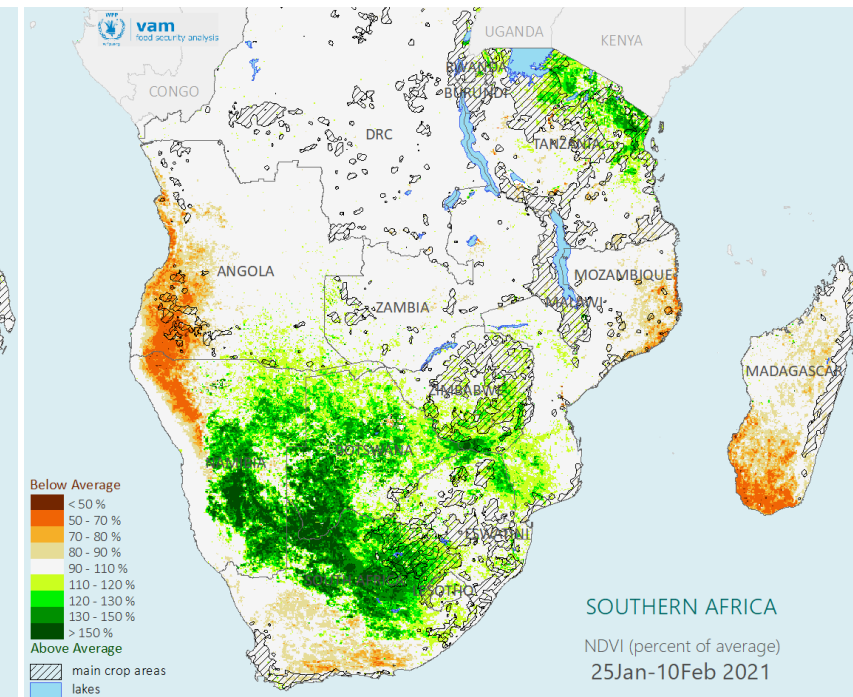 WFP
vam
food security analysis
UGANDA
KENYA
RWANDA
BURUNDI
CONGO
DRC
TANZANIA
ANGOLA
MOZAMBIQUE
MALAWI
ZAMBIA
MADAGASCAR
ZIMBABWE
BOTSWANA
NAMIBIA
ESWATINI
LESOTHO
Below Average
< 50 %
50 - 70 %
70 - 80 %
80 - 90 %
90 - 110 %
110 - 120 %
120 - 130 %
130 - 150 %
> 150 %
Above Average
main crop areas
lakes
SOUTHERN AFRICA
NDVI (percent of average)
25Jan-10Feb 2021